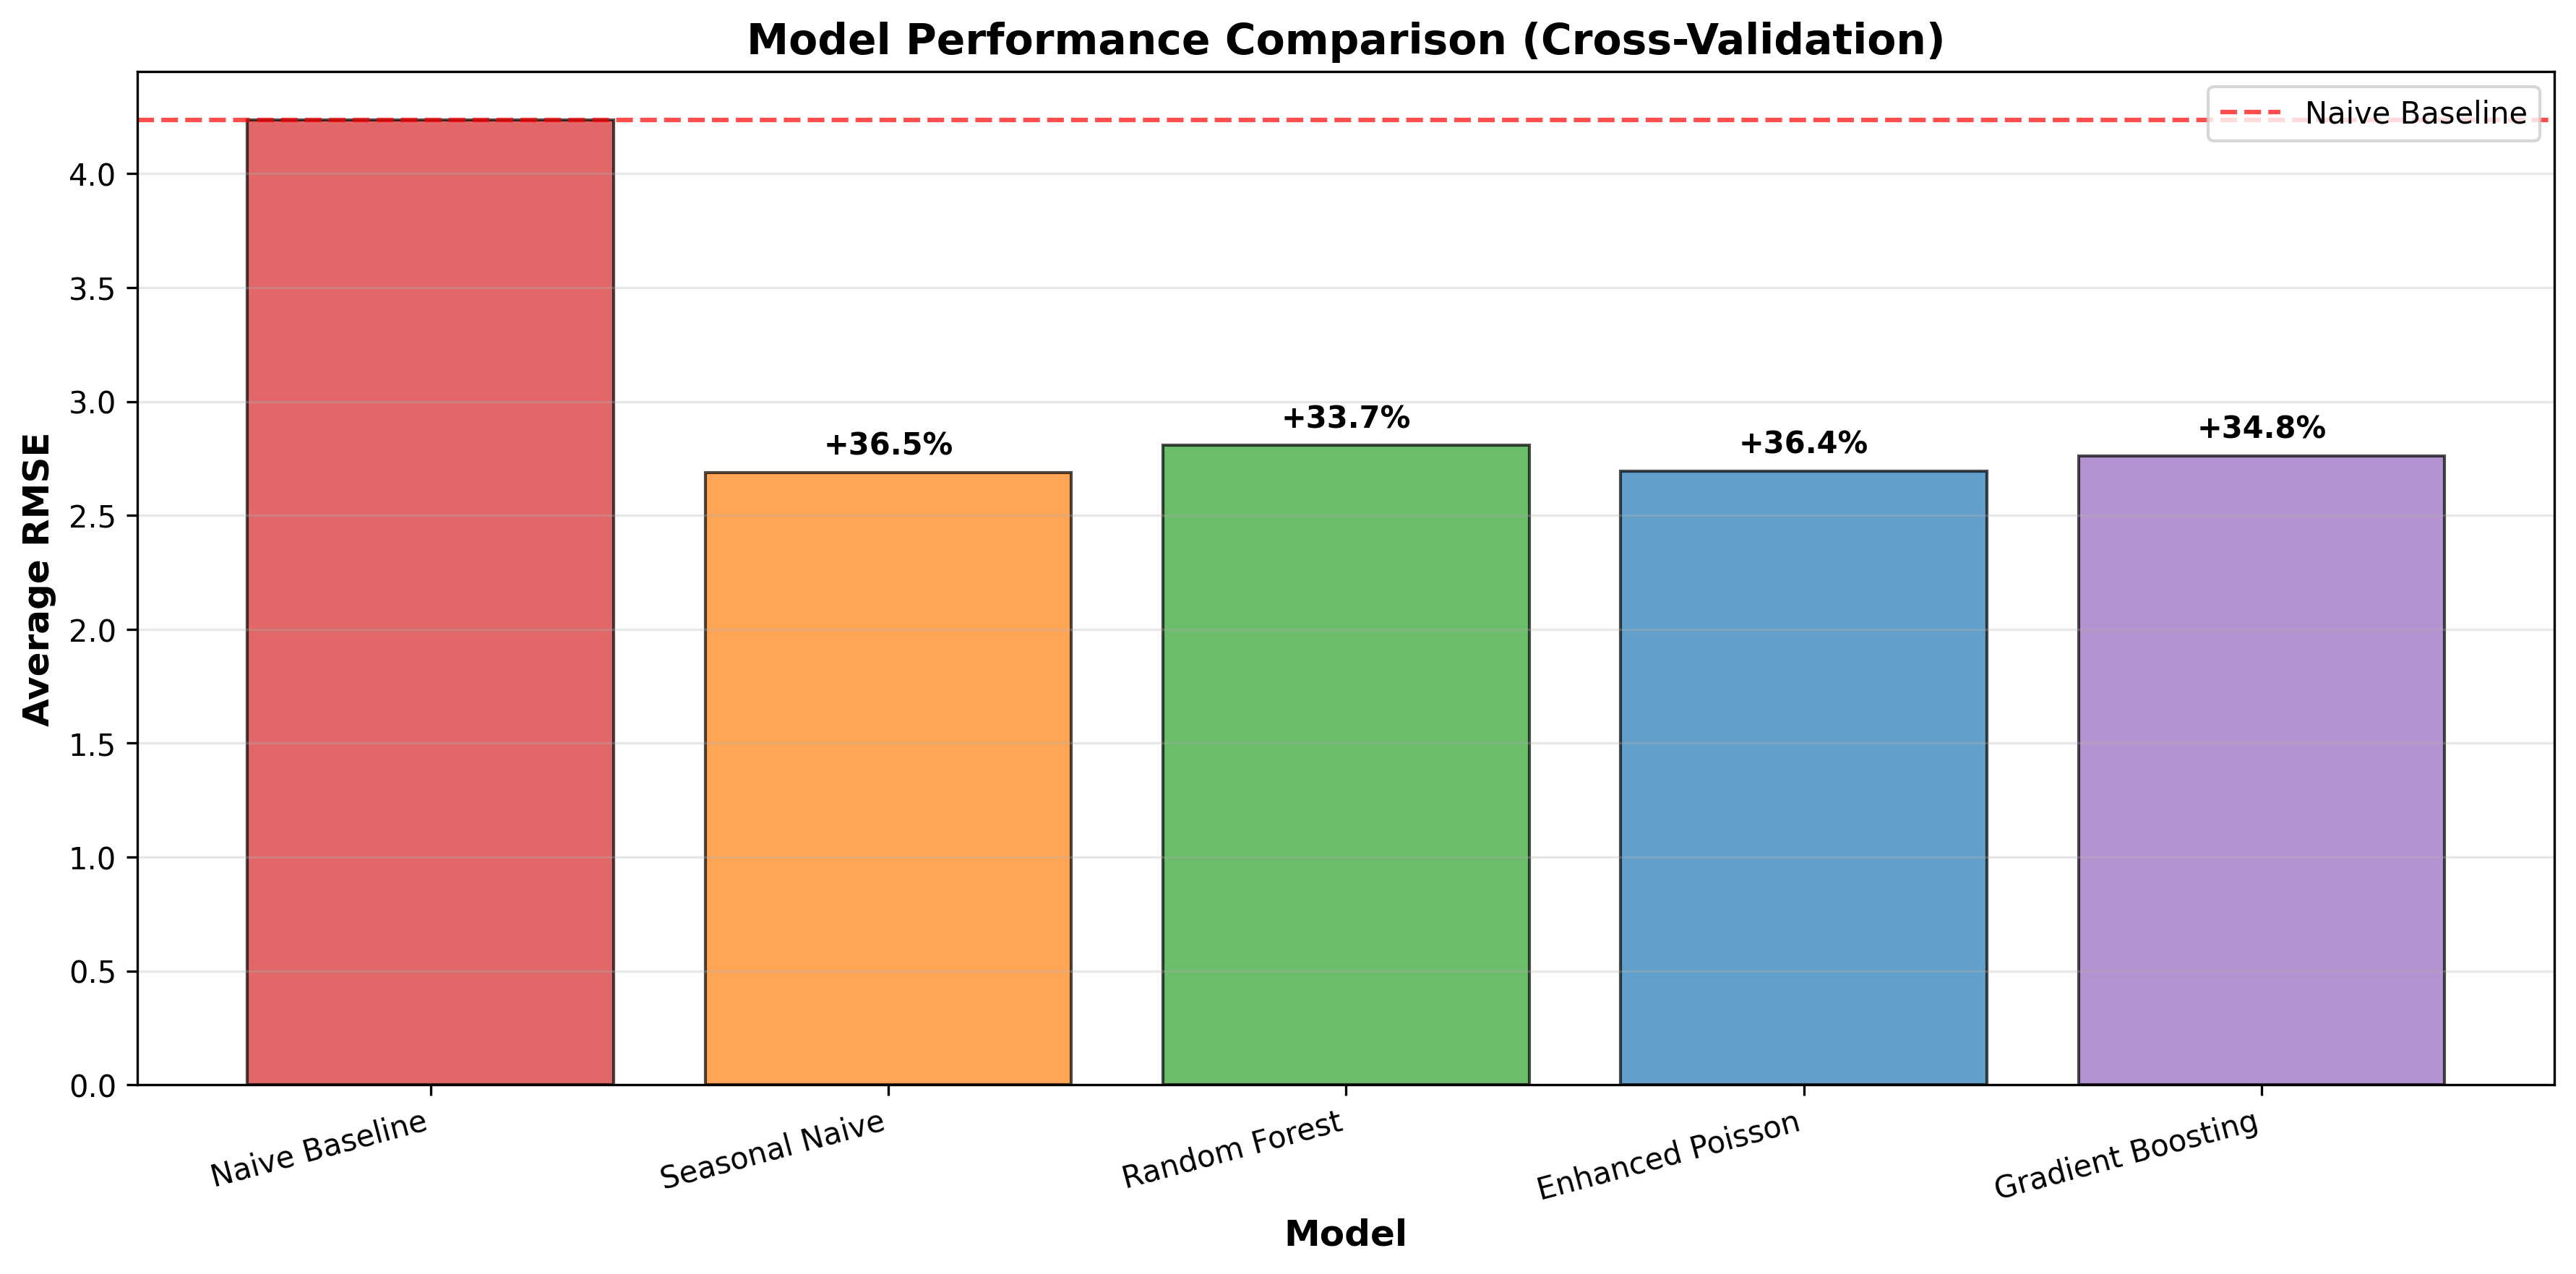 Model Performance Comparison (Cross-Validation)
Naive Baseline
Average RMSE
4.0
3.5
3.0
2.5
2.0
1.5
1.0
0.5
0.0
+36.5%
+33.7%
+36.4%
+34.8%
Naive Baseline
Seasonal Naive
Random Forest
Enhanced Poisson
Gradient Boosting
Model